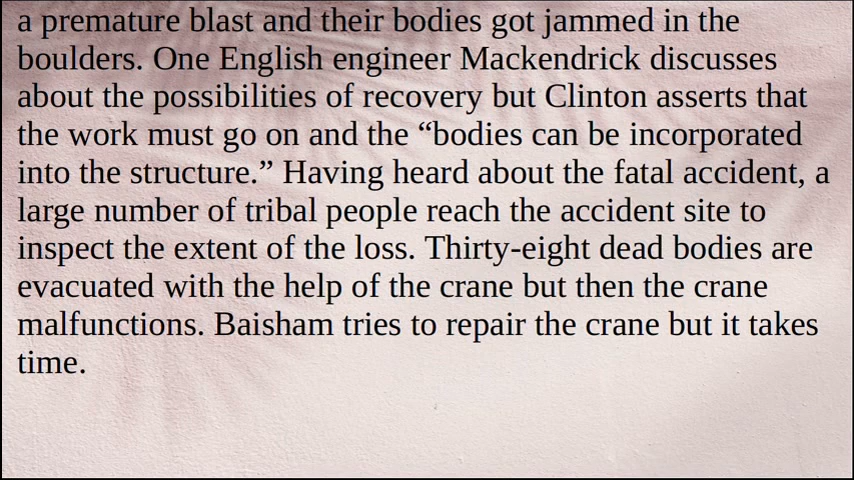 a premature blast and their bodies got jammed in the
boulders. One English engineer Mackendrick discusses
about the possibilities of recovery but Clinton asserts that
the work must go on and the “bodies can be incorporated
into the structure.” Having heard about the fatal accident, a
large number of tribal people reach the accident site to
inspect the extent of the loss. Thirty-eight dead bodies are
evacuated with the help of the crane but then the crane
malfunctions. Baisham tries to repair the crane but it takes
time.